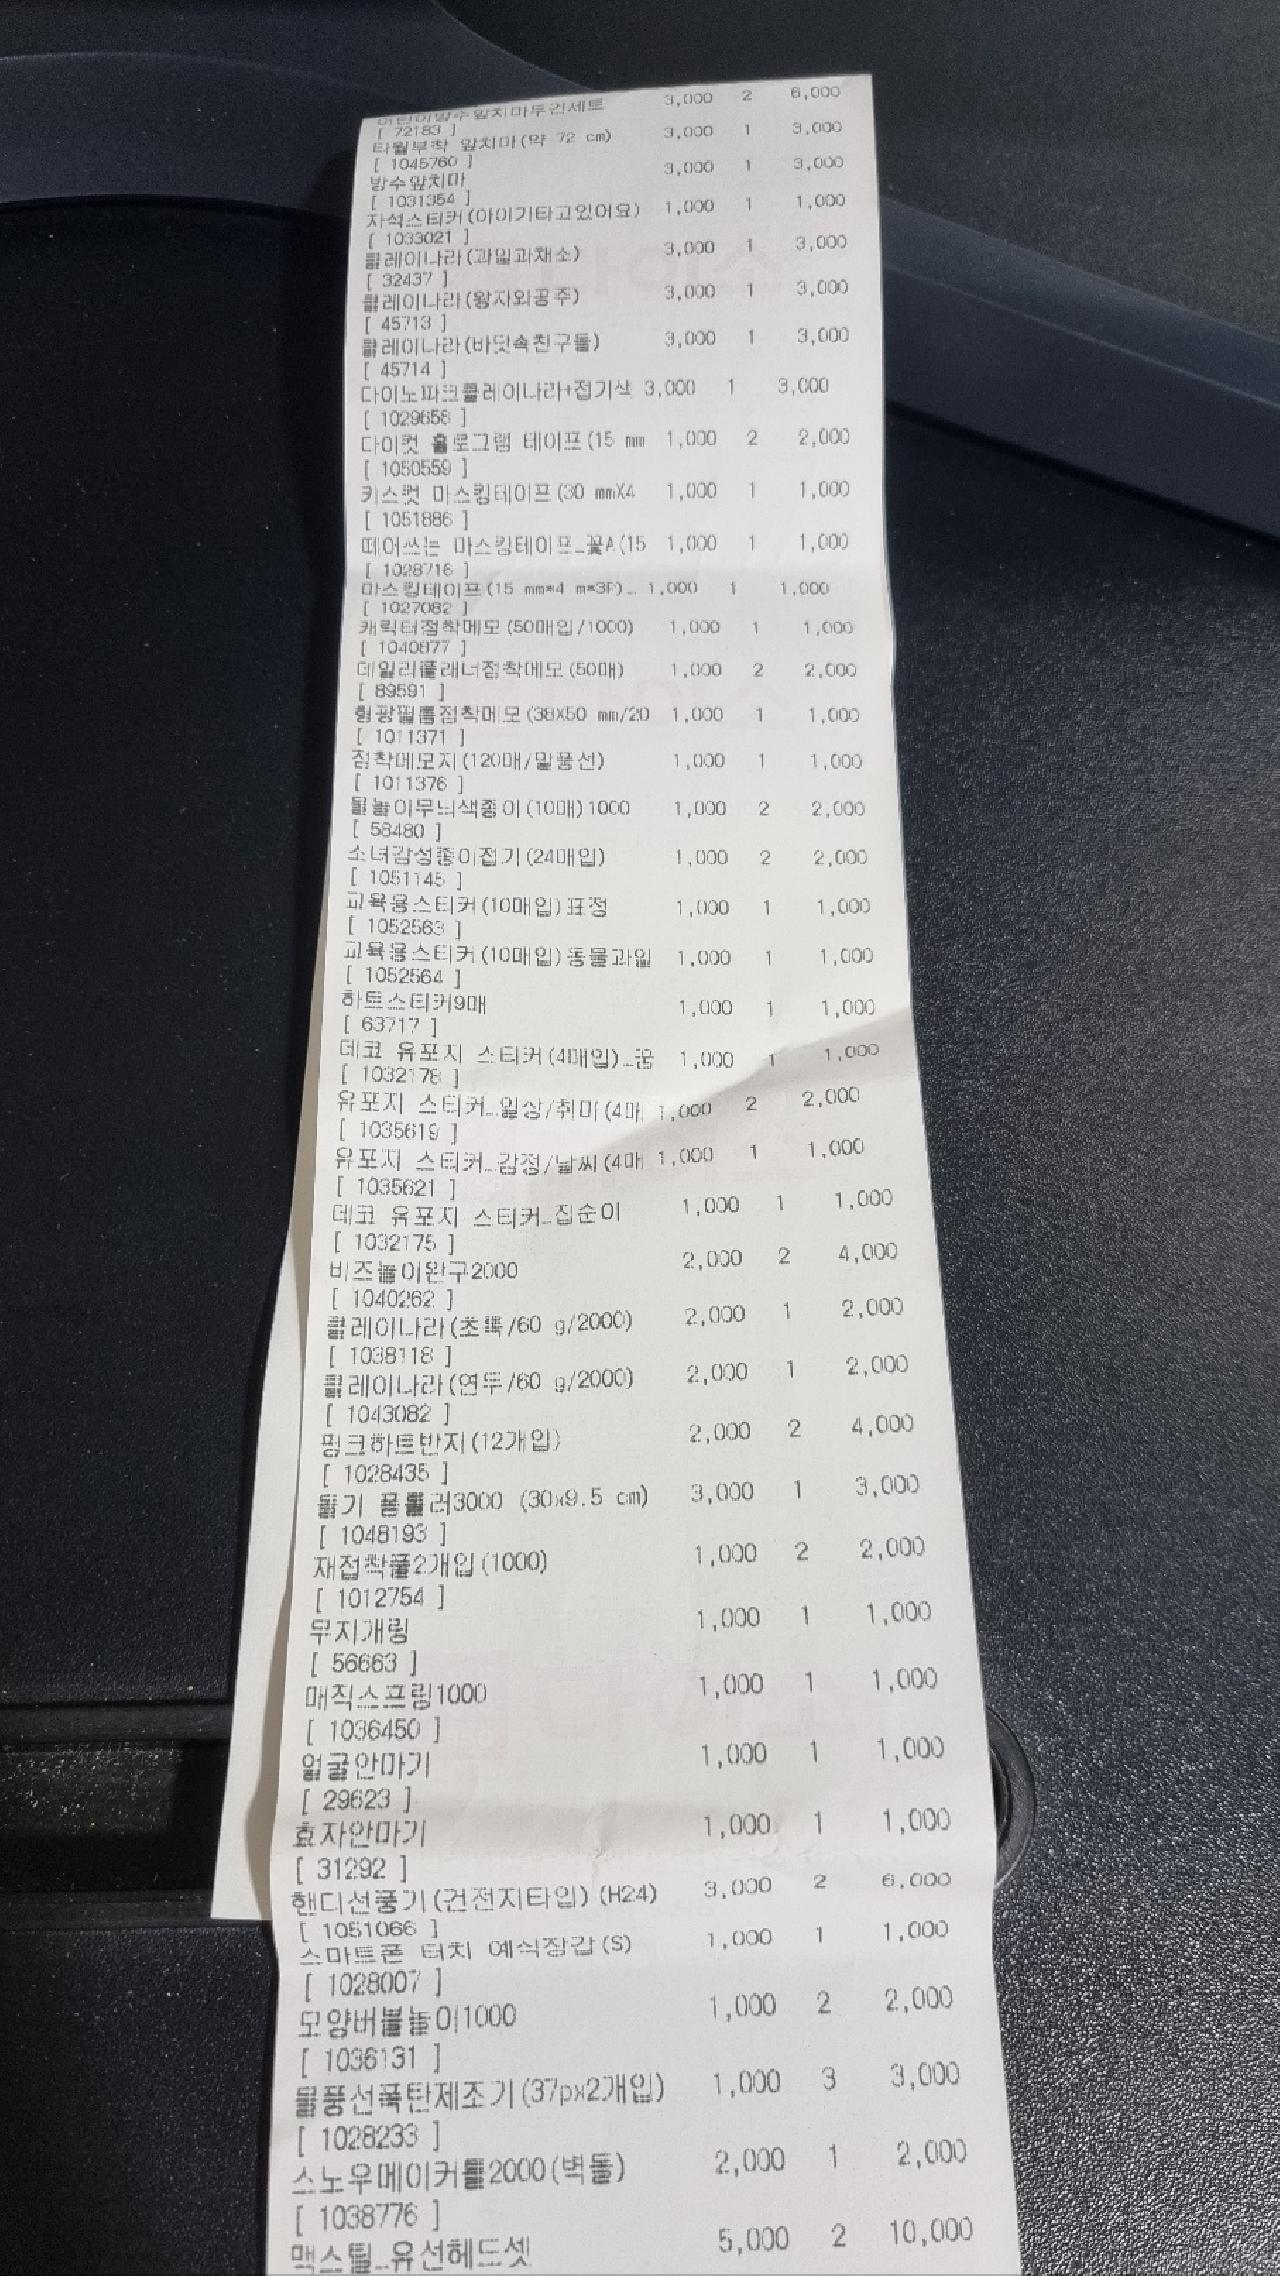 어린이방수앞치마두건세트 3,000 2 6,000
[ 72183 ]
타월부착 앞치마(약 72 cm) 3,000 1 3,000
[ 1045760 ]
방수앞치마 3,000 1 3,000
[ 1031354 ]
자석스티커(아이가타고있어요) 1,000 1 1,000
[ 1033021 ]
클레이나라(과일과채소) 3,000 1 3,000
[ 32437 ]
클레이나라(왕자와공주) 3,000 1 3,000
[ 45713 ]
클레이나라(바닷속친구들) 3,000 1 3,000
[ 45714 ]
다이노파크클레이나라+접기색 3,000 1 3,000
[ 1029658 ]
다이컷 홀로그램 테이프(15 mm 1,000 2 2,000
[ 1050559 ]
키스컷 마스킹테이프(30 mmX4 1,000 1 1,000
[ 1051886 ]
떼어쓰는 마스킹테이프_꽃A(15 1,000 1 1,000
[ 1028716 ]
마스킹테이프(15 mm*4 m*3P)_ 1,000 1 1,000
[ 1027082 ]
캐릭터점착메모(50매입/1000) 1,000 1 1,000
[ 1040877 ]
데일리플래너점착메모(50매) 1,000 2 2,000
[ 89591 ]
형광필름점착메모(38X50 mm/20 1,000 1 1,000
[ 1011371 ]
점착메모지(120매/말풍선) 1,000 1 1,000
[ 1011376 ]
물놀이무늬색종이(10매)1000 1,000 2 2,000
[ 58480 ]
소녀감성종이접기(24매입) 1,000 2 2,000
[ 1051145 ]
교육용스티커(10매입)표정 1,000 1 1,000
[ 1052563 ]
교육용스티커(10매입)동물과일 1,000 1 1,000
[ 1052564 ]
하트스티커9매 1,000 1 1,000
[ 63717 ]
데코 유포지 스티커(4매입)_꿈 1,000 1 1,000
[ 1032178 ]
유포지 스티커_일상/취미(4매 1,000 2 2,000
[ 1035619 ]
유포지 스티커_감정/날씨(4매 1,000 1 1,000
[ 1035621 ]
데코 유포지 스티커_집순이 1,000 1 1,000
[ 1032175 ]
비즈놀이완구2000 2,000 2 4,000
[ 1040262 ]
클레이나라(초록/60 g/2000) 2,000 1 2,000
[ 1038118 ]
클레이나라(연두/60 g/2000) 2,000 1 2,000
[ 1043082 ]
핑크하트반지(12개입) 2,000 2 4,000
[ 1028435 ]
돌기 폼롤러3000 (30x9.5 cm) 3,000 1 3,000
[ 1048193 ]
재접착풀2개입(1000) 1,000 2 2,000
[ 1012754 ]
무지개링 1,000 1 1,000
[ 56663 ]
매직스프링1000 1,000 1 1,000
[ 1036450 ]
얼굴안마기 1,000 1 1,000
[ 29623 ]
효자안마기 1,000 1 1,000
[ 31292 ]
핸디선풍기(건전지타입)(H24) 3,000 2 6,000
[ 1051066 ]
스마트폰 터치 예식장갑(S) 1,000 1 1,000
[ 1028007 ]
모양버블놀이1000 1,000 2 2,000
[ 1036131 ]
물풍선폭탄제조기(37px2개입) 1,000 3 3,000
[ 1028233 ]
스노우메이커틀2000(벽돌) 2,000 1 2,000
[ 1038776 ]
맥스틸_유선헤드셋 5,000 2 10,000